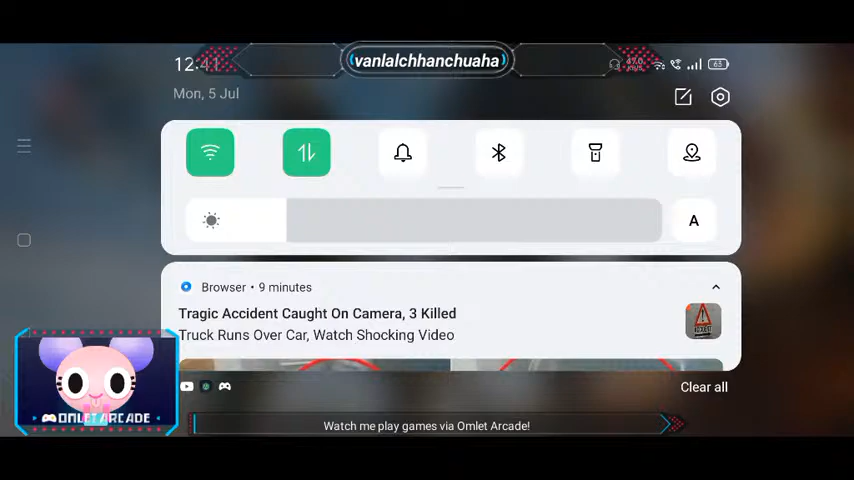 vanlalchhanchuaha
12:41
63
Mon, 5 Jul
A
Browser • 9 minutes
Tragic Accident Caught On Camera, 3 Killed
Truck Runs Over Car, Watch Shocking Video
OMLET ARCADE
Clear all
Watch me play games via Omlet Arcade!